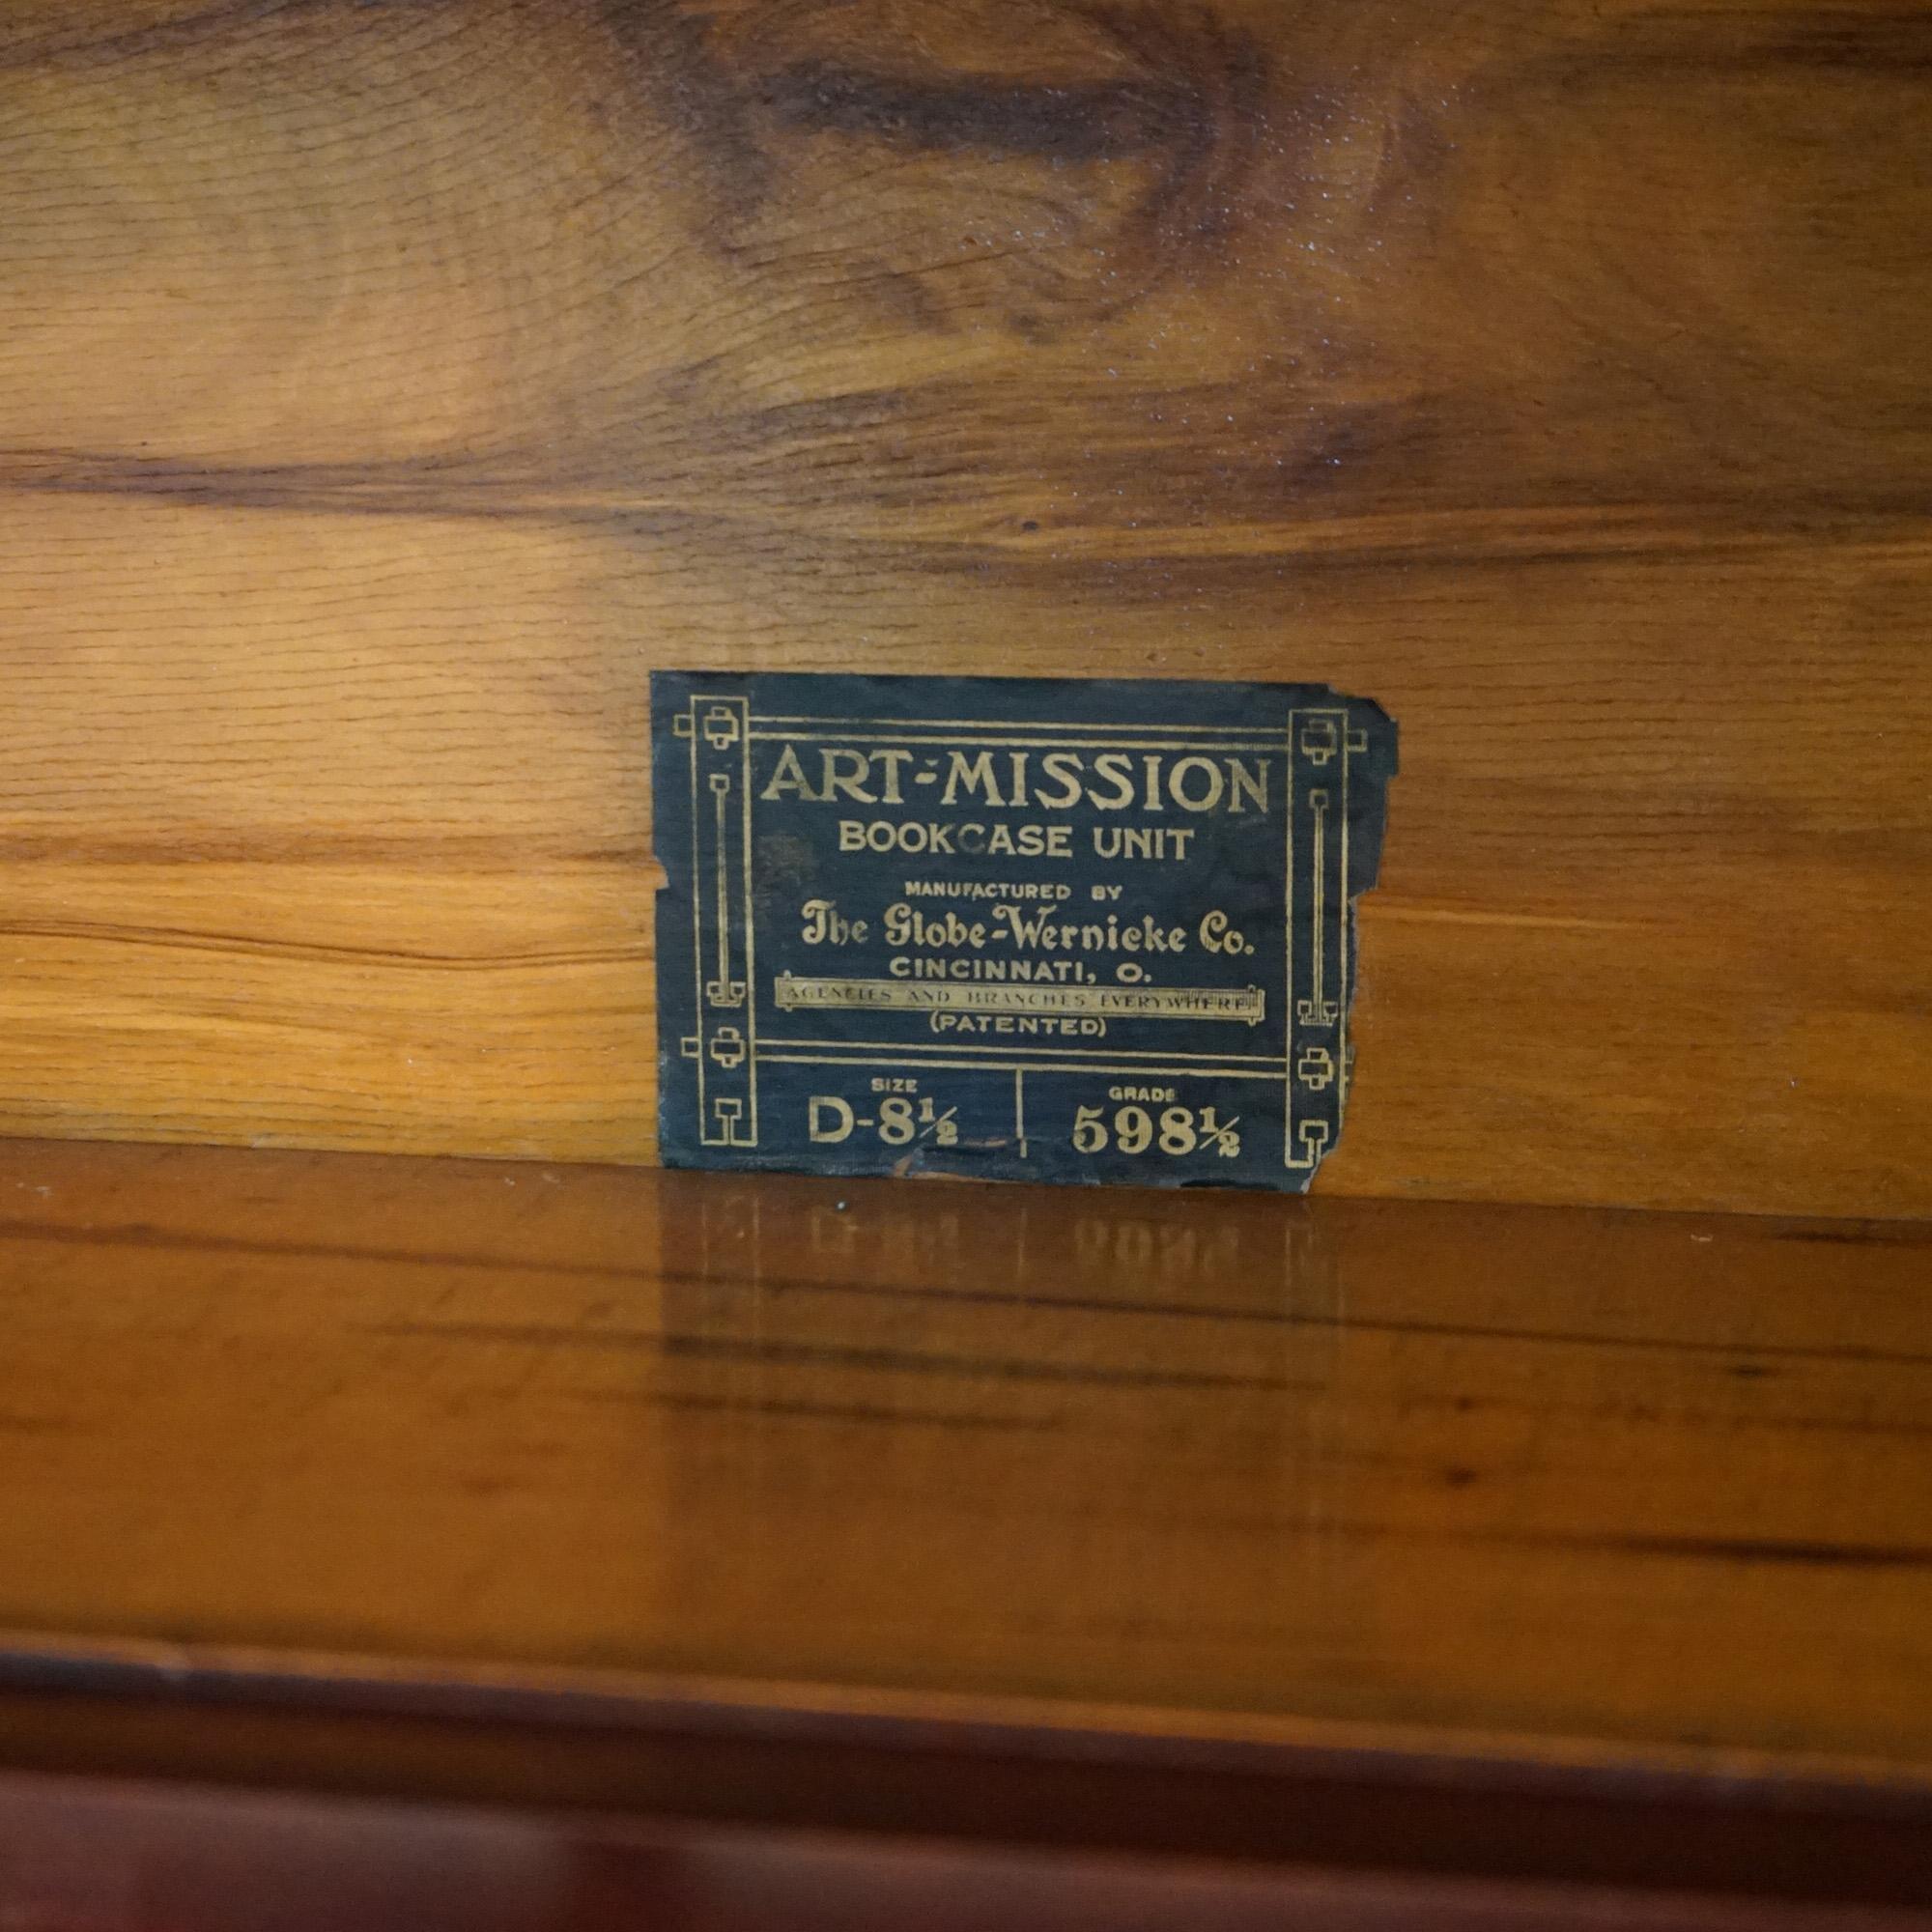 ART-MISSION
BOOKCASE UNIT
MANUFACTURED BY
The Globe-Wernicke Co.
CINCINNATI, O.
AGENCIES AND BRANCHES EVERYWHERE
(PATENTED)
SIZE
D-8½
GRADE
598½